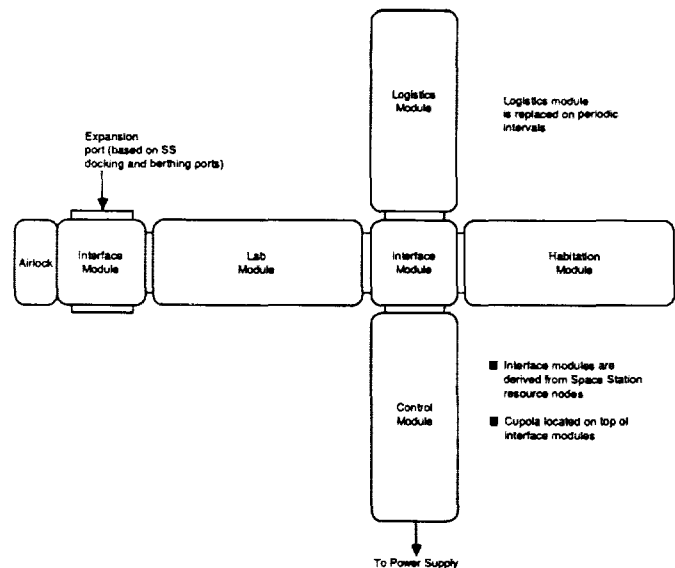 Logistics
Module
Logistics module
is replaced on periodic
intervals
Expansion
port (based on SS
docking and berthing ports)
Airlock
Interface
Module
Lab
Module
Interface
Module
Habitation
Module
■ Interface modules are
derived from Space Station
resource nodes
■ Cupola located on top of
interface modules
Control
Module
To Power Supply